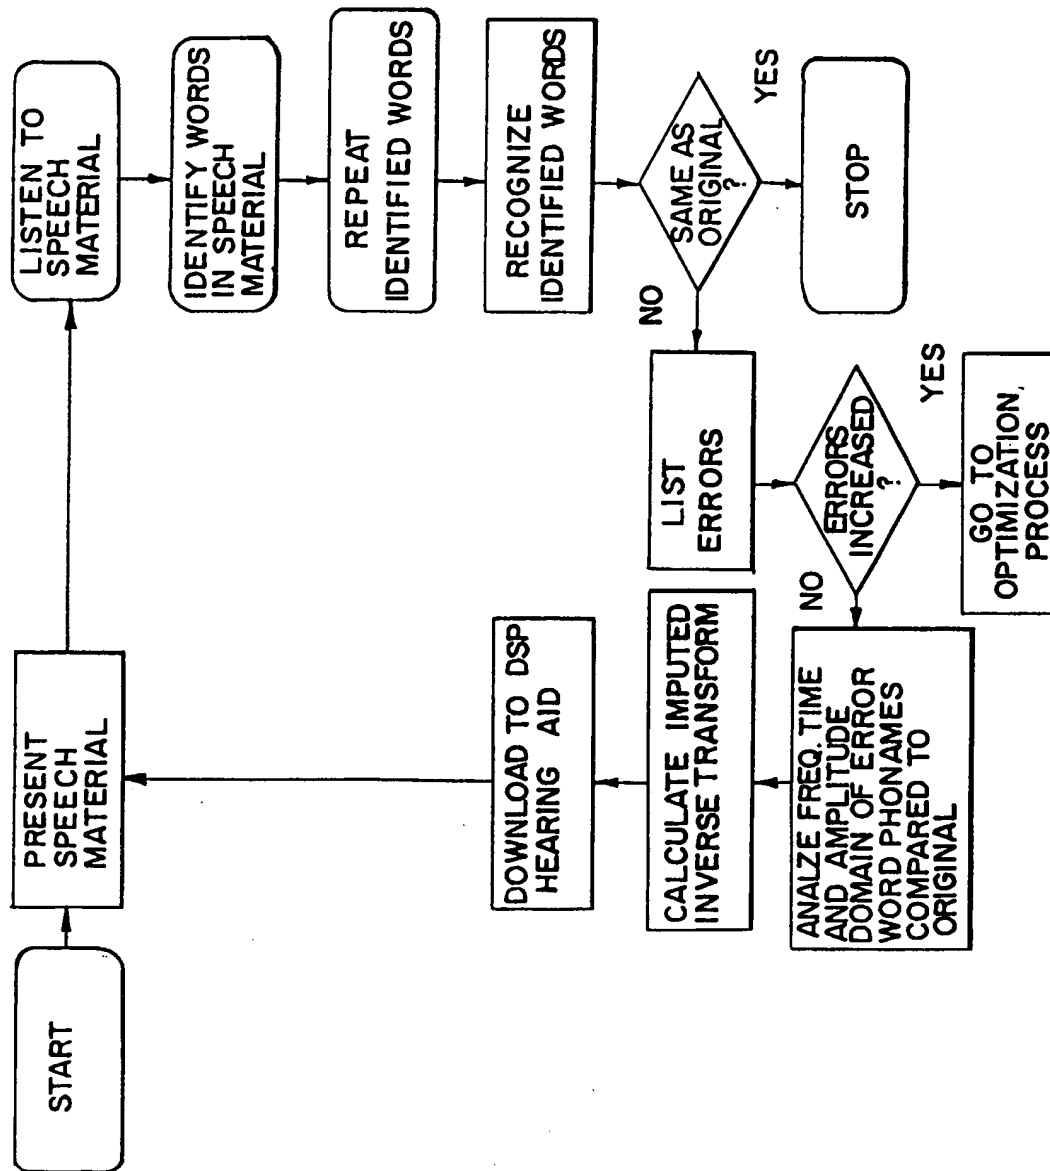 START
PRESENT
SPEECH
MATERIAL
LISTEN TO
SPEECH
MATERIAL
IDENTIFY WORDS
IN SPEECH
MATERIAL
REPEAT
IDENTIFIED WORDS
RECOGNIZE
IDENTIFIED WORDS
SAME AS
ORIGINAL
?
YES
STOP
NO
LIST
ERRORS
ERRORS
INCREASED
?
YES
GO TO
OPTIMIZATION.
PROCESS
NO
ANALZE FREQ. TIME
AND AMPLITUDE
DOMAIN OF ERROR
WORD PHONAMES
COMPARED TO
ORIGINAL
CALCULATE IMPUTED
INVERSE TRANSFORM
DOWNLOAD TO DSP
HEARING AID